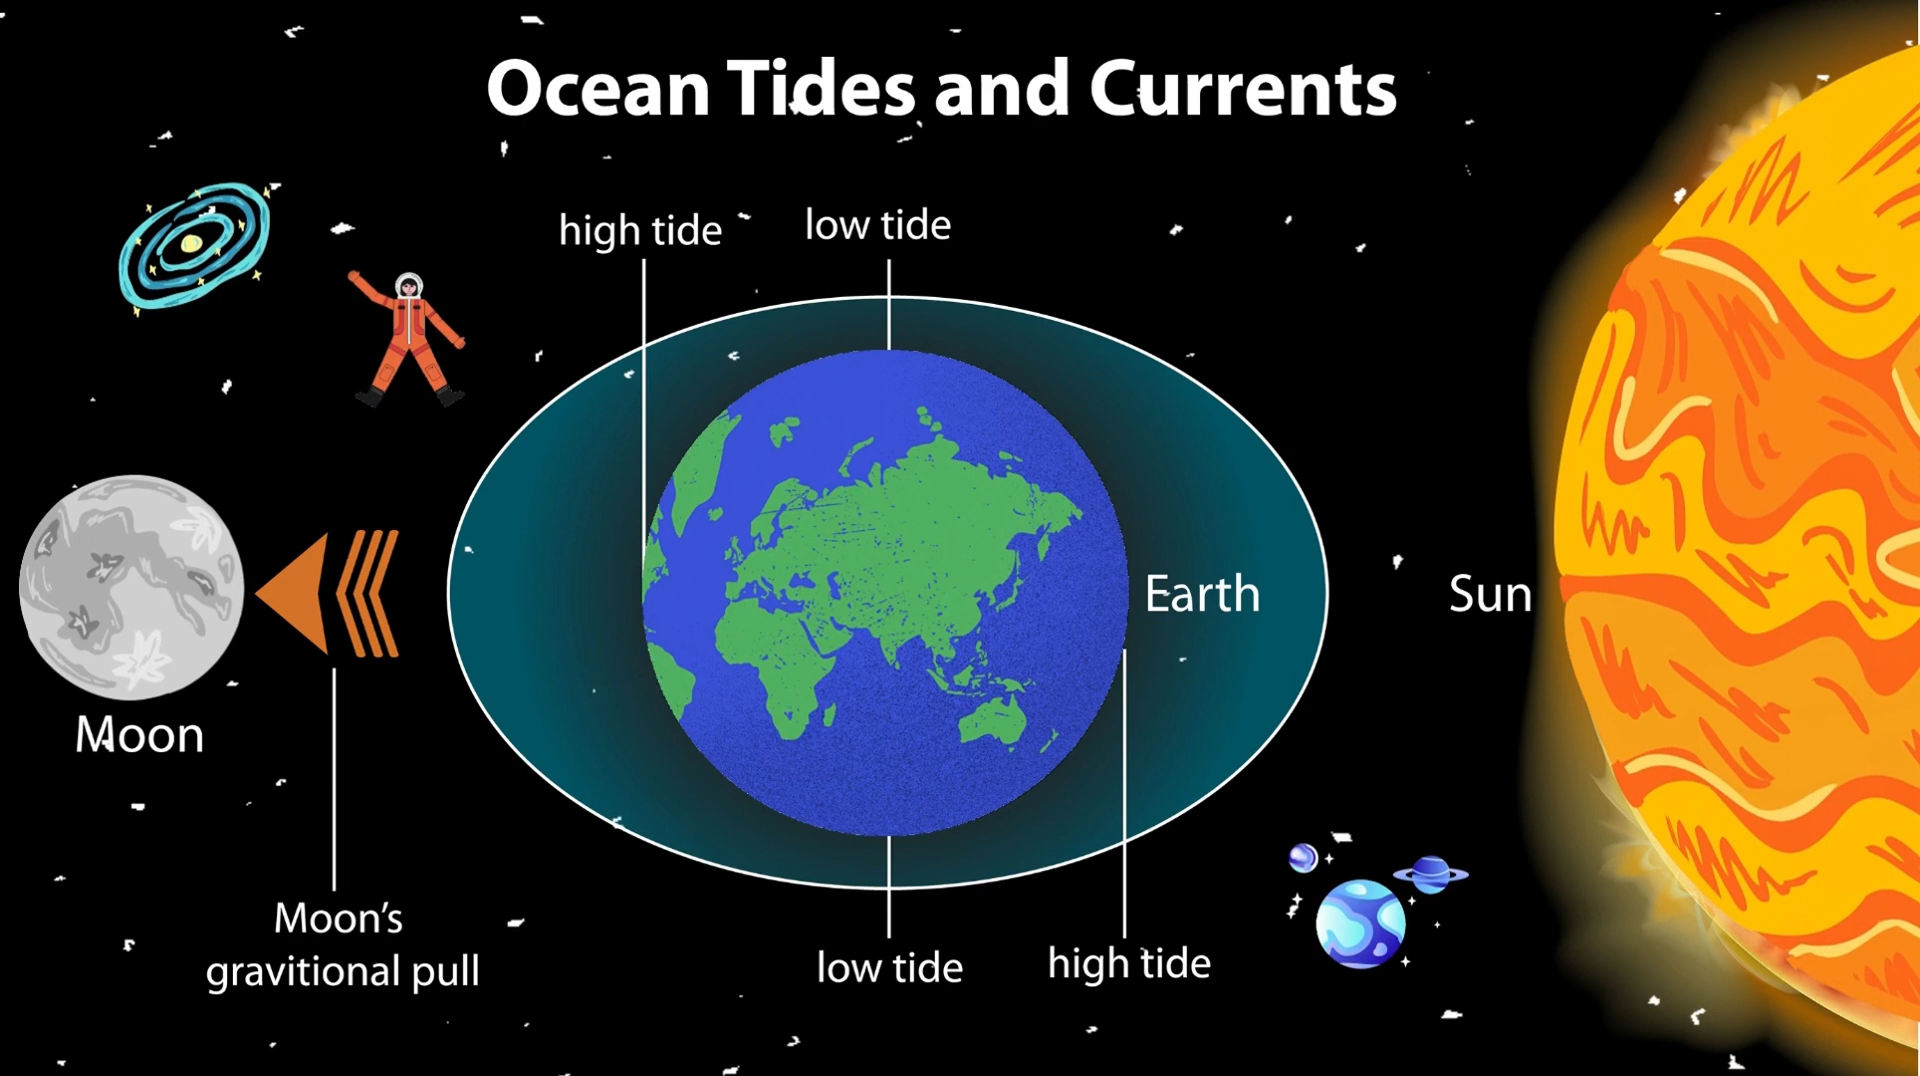 Ocean Tides and Currents
high tide
low tide
Earth
Sun
Moon
Moon’s
gravitional pull
low tide
high tide